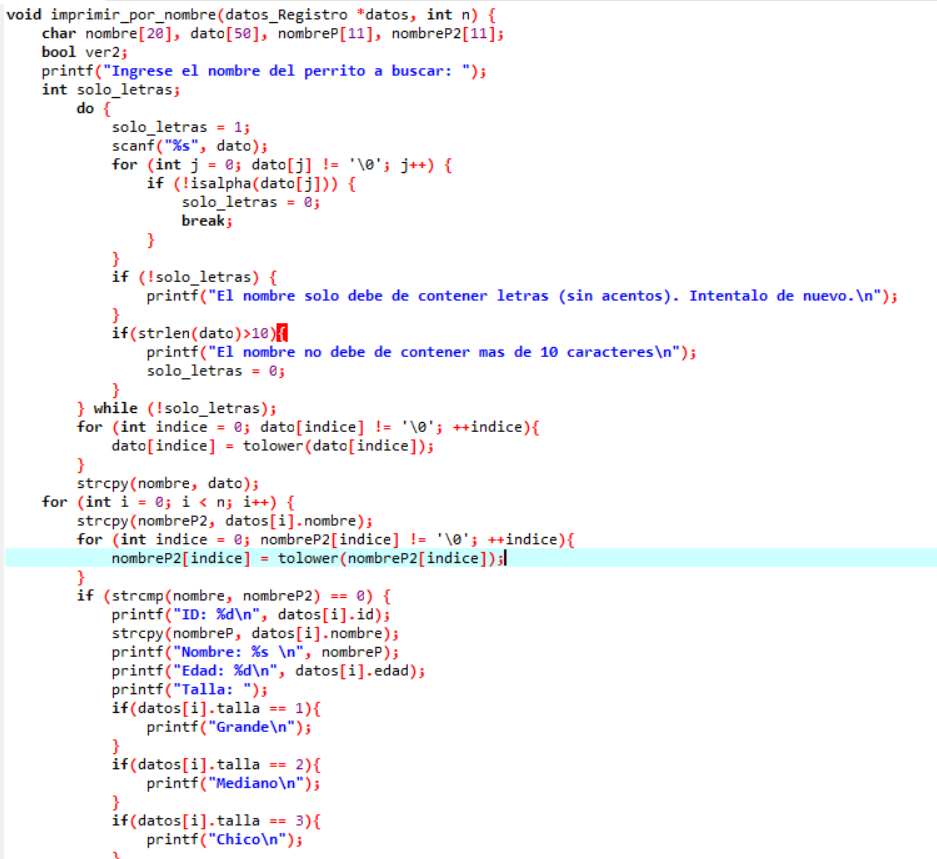 void imprimir_por_nombre(datos_Registro *datos, int n) {
    char nombre[20], dato[50], nombreP[11], nombreP2[11];
    bool ver2;
    printf("Ingrese el nombre del perrito a buscar: ");
    int solo_letras;
        do {
            solo_letras = 1;
            scanf("%s", dato);
            for (int j = 0; dato[j] != '\0'; j++) {
                if (!isalpha(dato[j])) {
                    solo_letras = 0;
                    break;
                }
            }
            if (!solo_letras) {
                printf("El nombre solo debe de contener letras (sin acentos). Intentalo de nuevo.\n");
            }
            if(strlen(dato)>10){
                printf("El nombre no debe de contener mas de 10 caracteres\n");
                solo_letras = 0;
            }
        } while (!solo_letras);
        for (int indice = 0; dato[indice] != '\0'; ++indice){
            dato[indice] = tolower(dato[indice]);
        }
        strcpy(nombre, dato);
    for (int i = 0; i < n; i++) {
        strcpy(nombreP2, datos[i].nombre);
        for (int indice = 0; nombreP2[indice] != '\0'; ++indice){
            nombreP2[indice] = tolower(nombreP2[indice]);
        }
        if (strcmp(nombre, nombreP2) == 0) {
            printf("ID: %d\n", datos[i].id);
            strcpy(nombreP, datos[i].nombre);
            printf("Nombre: %s \n", nombreP);
            printf("Edad: %d\n", datos[i].edad);
            printf("Talla: ");
            if(datos[i].talla == 1){
                printf("Grande\n");
            }
            if(datos[i].talla == 2){
                printf("Mediano\n");
            }
            if(datos[i].talla == 3){
                printf("Chico\n");
            }